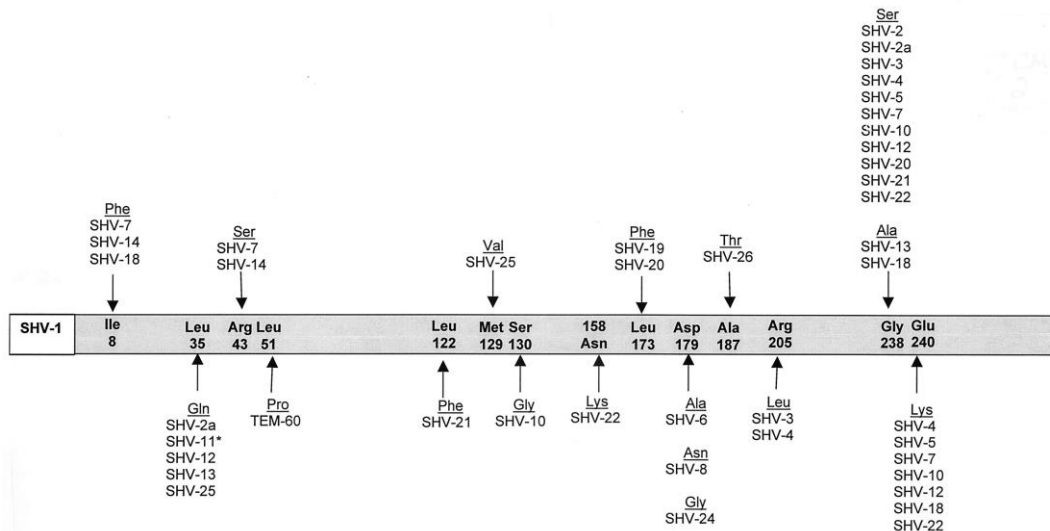 Ser
SHV-2
SHV-2a
SHV-3
SHV-4
SHV-5
SHV-7
SHV-10
SHV-12
SHV-20
SHV-21
SHV-22
Phe
SHV-7
SHV-14
SHV-18
Ser
SHV-7
SHV-14
Val
SHV-25
Phe
SHV-19
SHV-20
Thr
SHV-26
Ala
SHV-13
SHV-18
SHV-1
Ile
8
Leu
35
Arg
43
Leu
51
Leu
122
Met
129
Ser
130
158
Asn
Leu
173
Asp
179
Ala
187
Arg
205
Gly
238
Glu
240
Gln
SHV-2a
SHV-11*
SHV-12
SHV-13
SHV-25
Pro
TEM-60
Phe
SHV-21
Gly
SHV-10
Lys
SHV-22
Ala
SHV-6
Asn
SHV-8
Gly
SHV-24
Leu
SHV-3
SHV-4
Lys
SHV-4
SHV-5
SHV-7
SHV-10
SHV-12
SHV-18
SHV-22